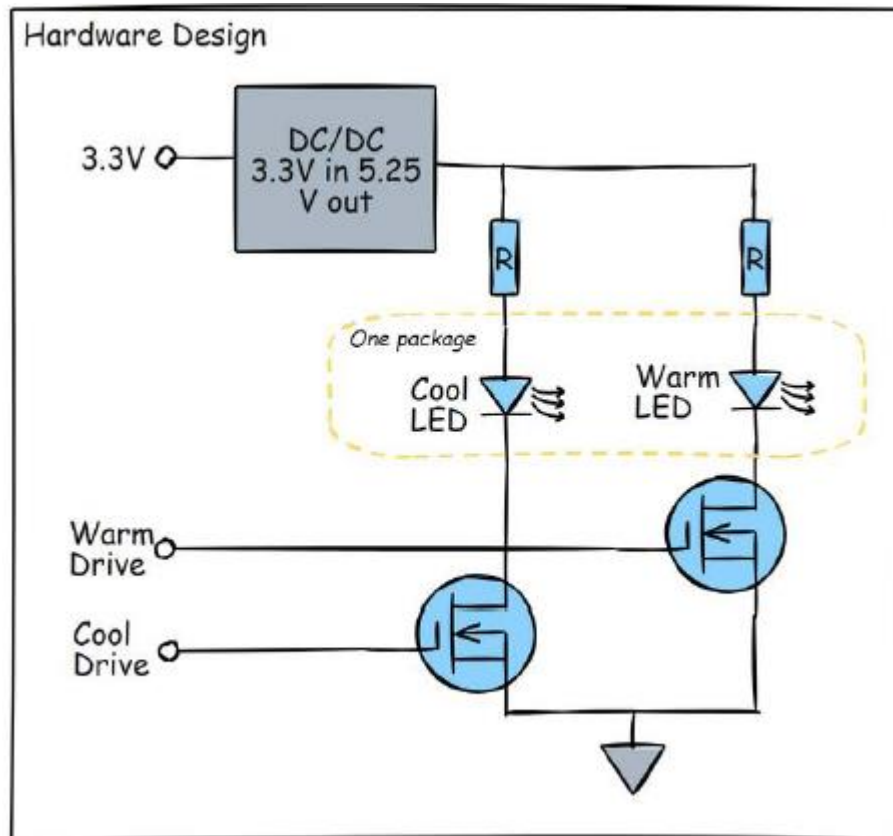 Hardware Design
3.3V
DC/DC
3.3V in 5.25
V out
R
R
One package
Cool
LED
Warm
LED
Warm
Drive
Cool
Drive